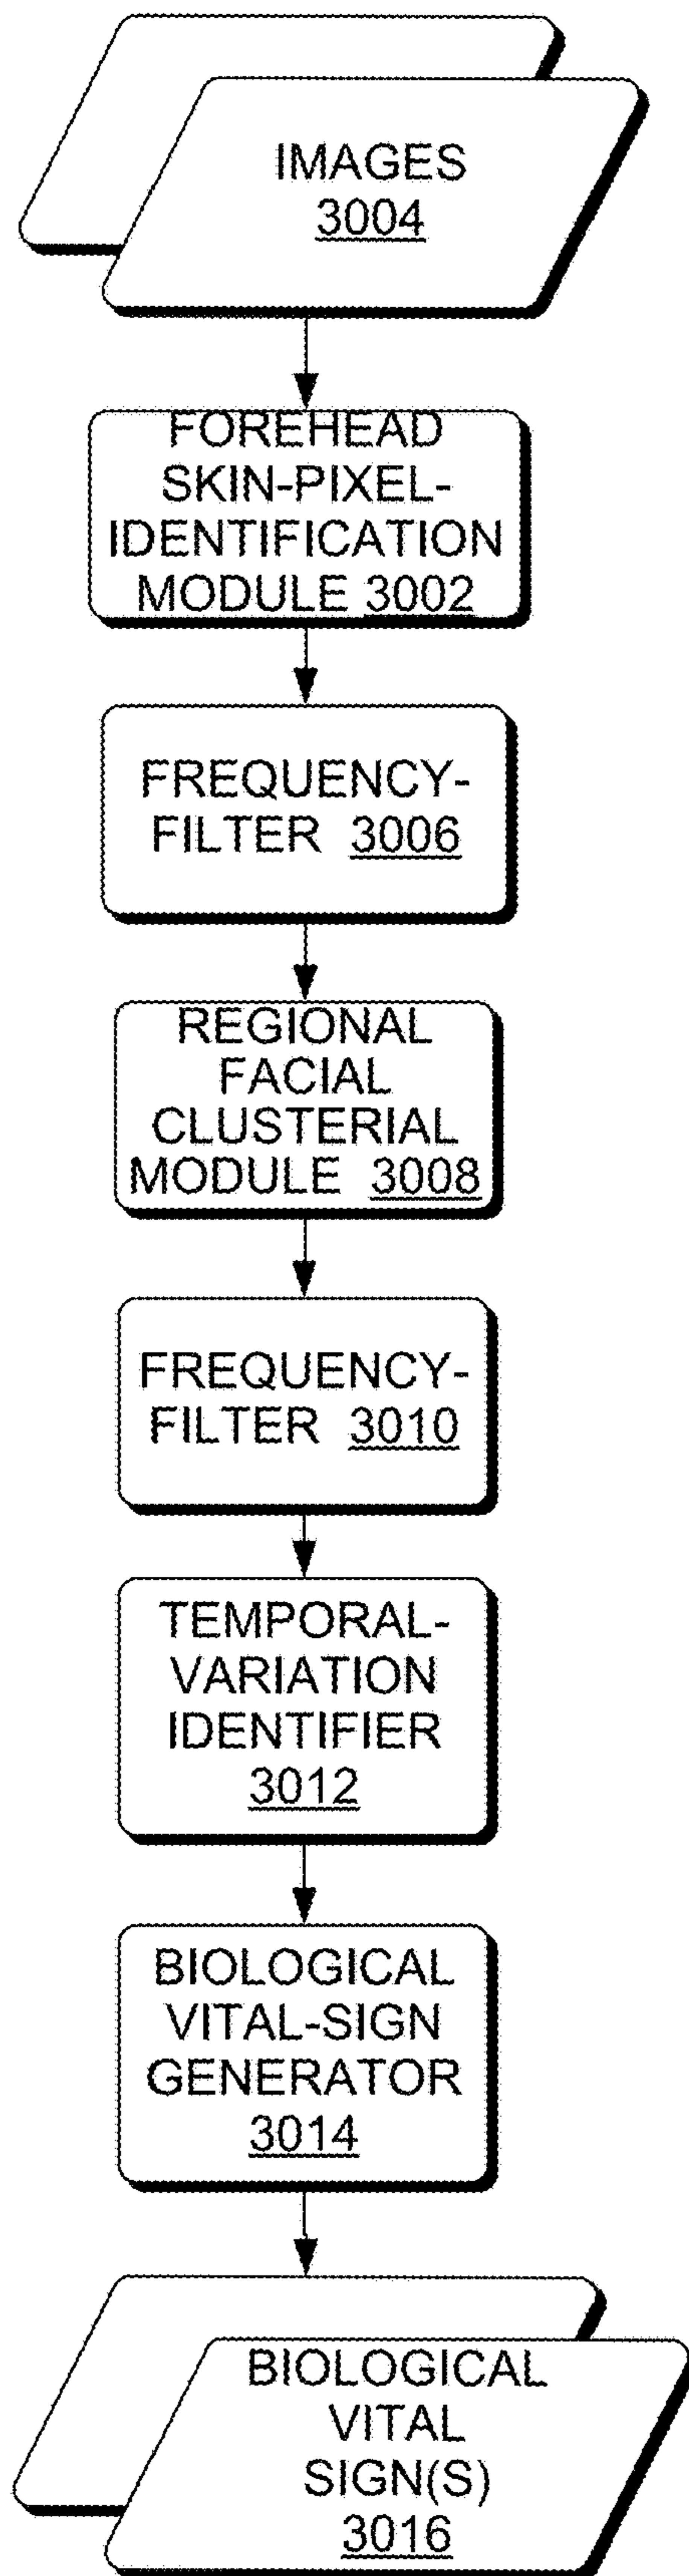 IMAGES
3004
FOREHEAD
SKIN-PIXEL-
IDENTIFICATION
MODULE 3002
FREQUENCY-
FILTER 3006
REGIONAL
FACIAL
CLUSTERIAL
MODULE 3008
FREQUENCY-
FILTER 3010
TEMPORAL-
VARIATION
IDENTIFIER
3012
BIOLOGICAL
VITAL-SIGN
GENERATOR
3014
BIOLOGICAL
VITAL
SIGN(S)
3016